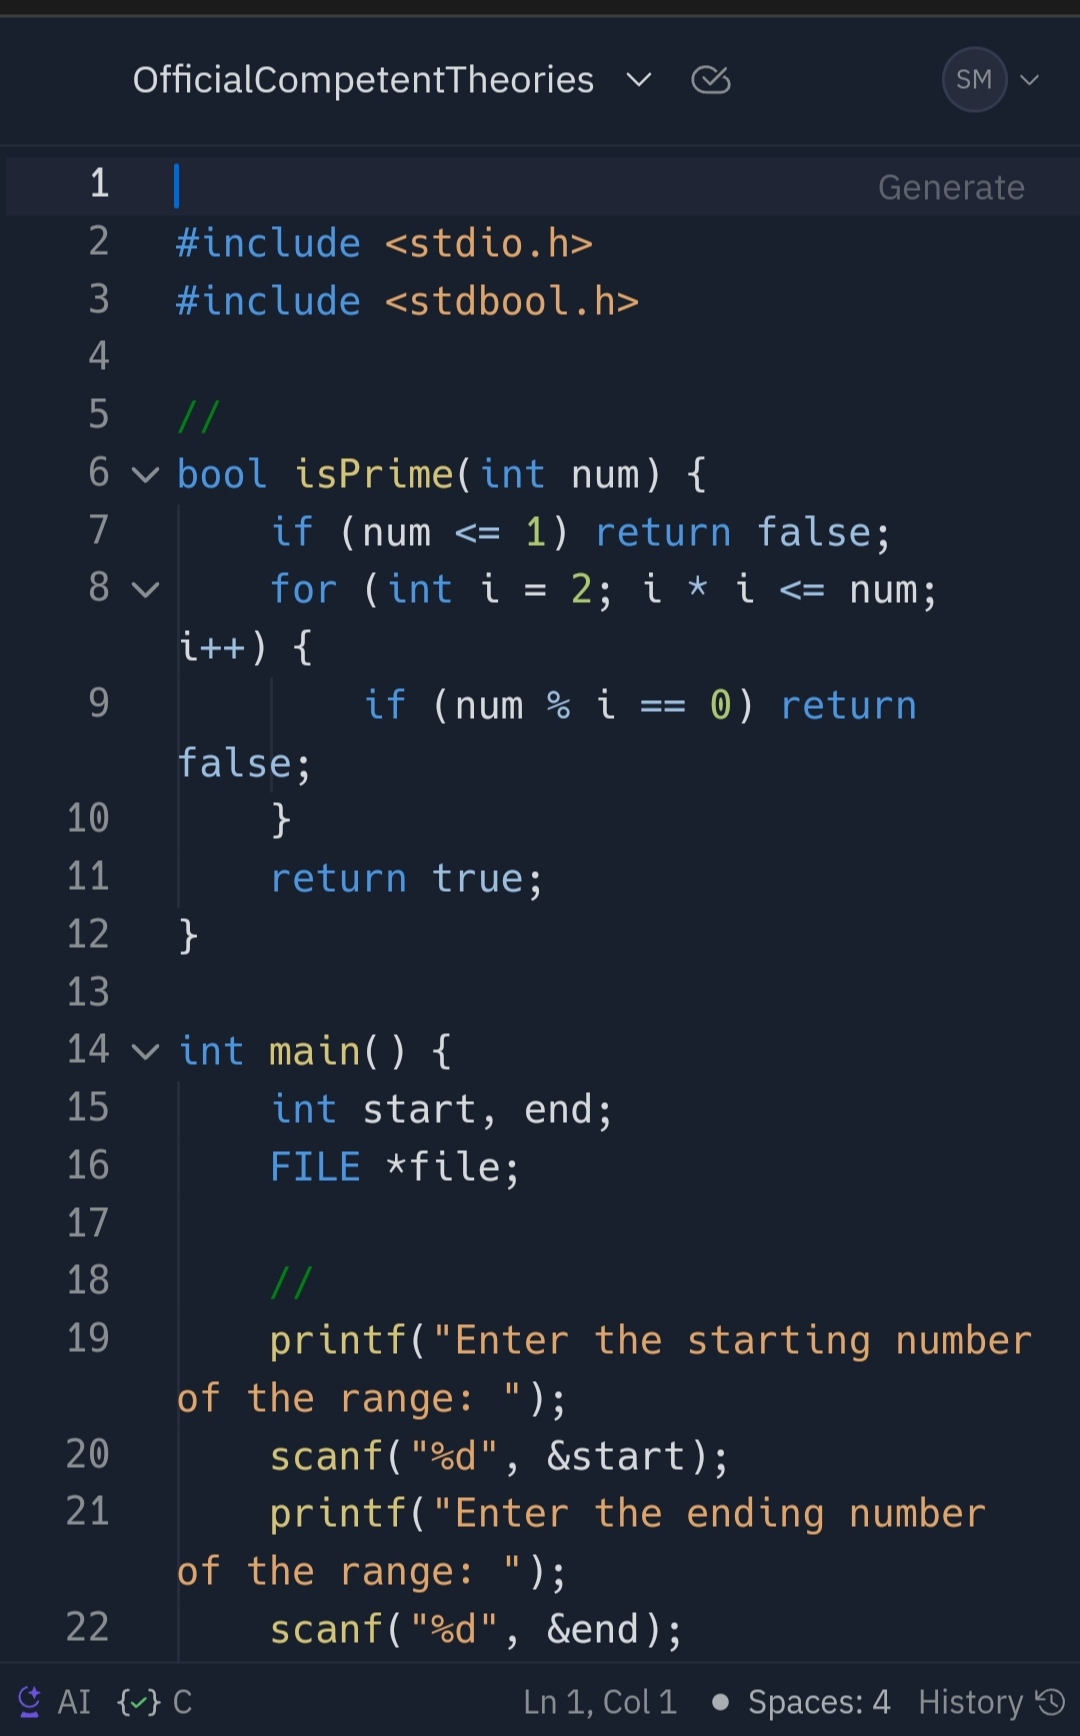 OfficialCompetentTheories
SM
1 Generate
2 #include <stdio.h>
3 #include <stdbool.h>
4
5 //
6 bool isPrime(int num) {
7     if (num <= 1) return false;
8     for (int i = 2; i * i <= num;
i++) {
9         if (num % i == 0) return
false;
10     }
11     return true;
12 }
13
14 int main() {
15     int start, end;
16     FILE *file;
17
18     //
19     printf("Enter the starting number
of the range: ");
20     scanf("%d", &start);
21     printf("Enter the ending number
of the range: ");
22     scanf("%d", &end);
AI {✓} C Ln 1, Col 1 ● Spaces: 4 History